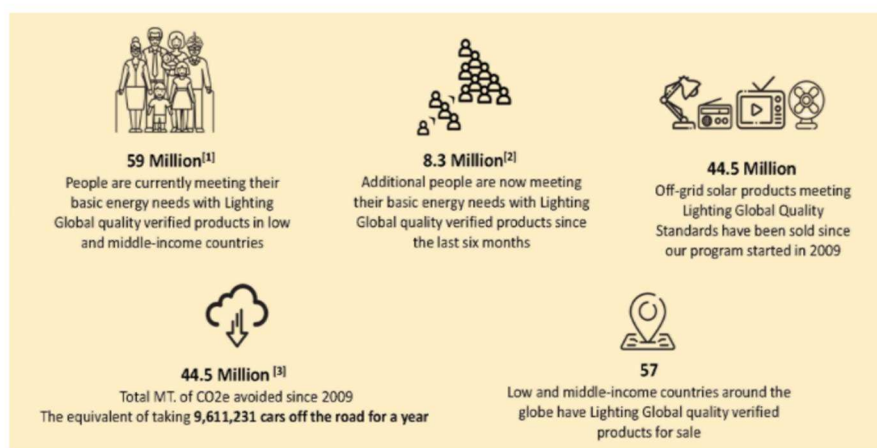 59 Million[1]
People are currently meeting their
basic energy needs with Lighting
Global quality verified products in low
and middle-income countries
8.3 Million[2]
Additional people are now meeting
their basic energy needs with Lighting
Global quality verified products since
the last six months
44.5 Million
Off-grid solar products meeting
Lighting Global Quality
Standards have been sold since
our program started in 2009
44.5 Million [3]
Total MT. of CO2e avoided since 2009
The equivalent of taking 9,611,231 cars off the road for a year
57
Low and middle-income countries around the
globe have Lighting Global quality verified
products for sale